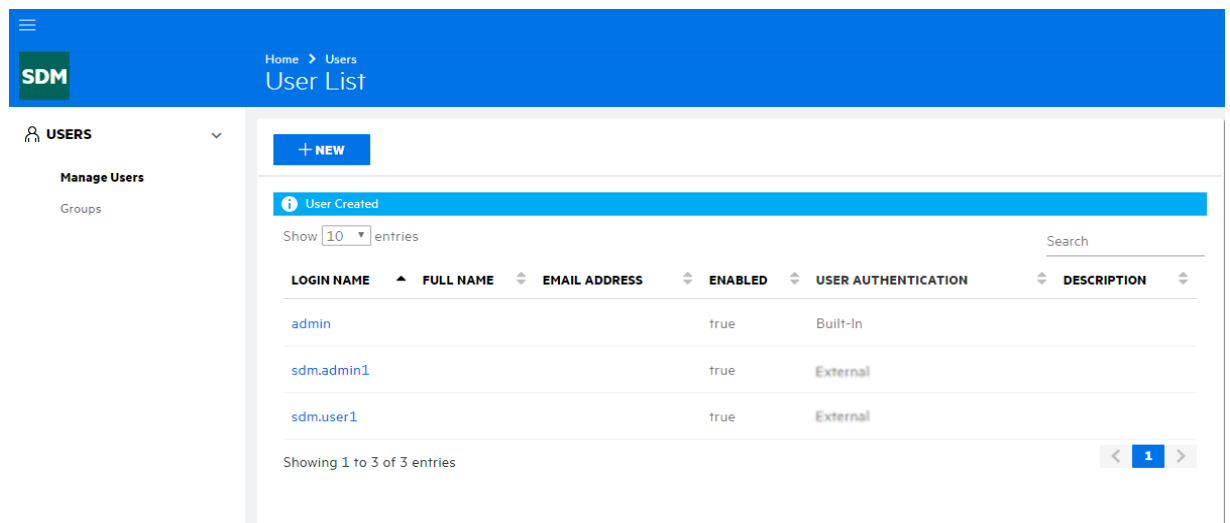 Home > Users
SDM
User List
USERS
Manage Users
Groups
+ NEW
User Created
Show 10 entries
Search
LOGIN NAME FULL NAME EMAIL ADDRESS ENABLED USER AUTHENTICATION DESCRIPTION
admin true Built-In
sdm.admin1 true External
sdm.user1 true External
Showing 1 to 3 of 3 entries
< 1 >